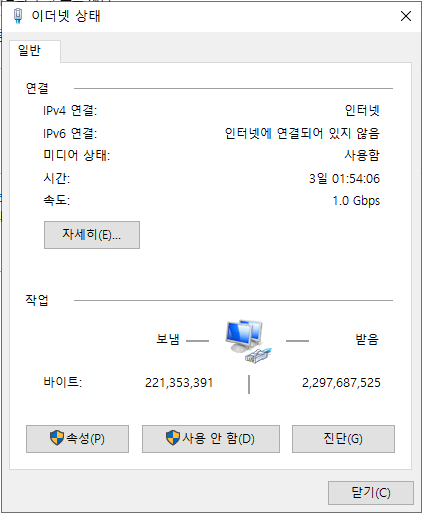 이더넷 상태
일반
연결
IPv4 연결: 인터넷
IPv6 연결: 인터넷에 연결되어 있지 않음
미디어 상태: 사용함
시간: 3일 01:54:06
속도: 1.0 Gbps
자세히(E)...
작업
보냄 받음
바이트: 221,353,391 2,297,687,525
속성(P) 사용 안 함(D) 진단(G)
닫기(C)